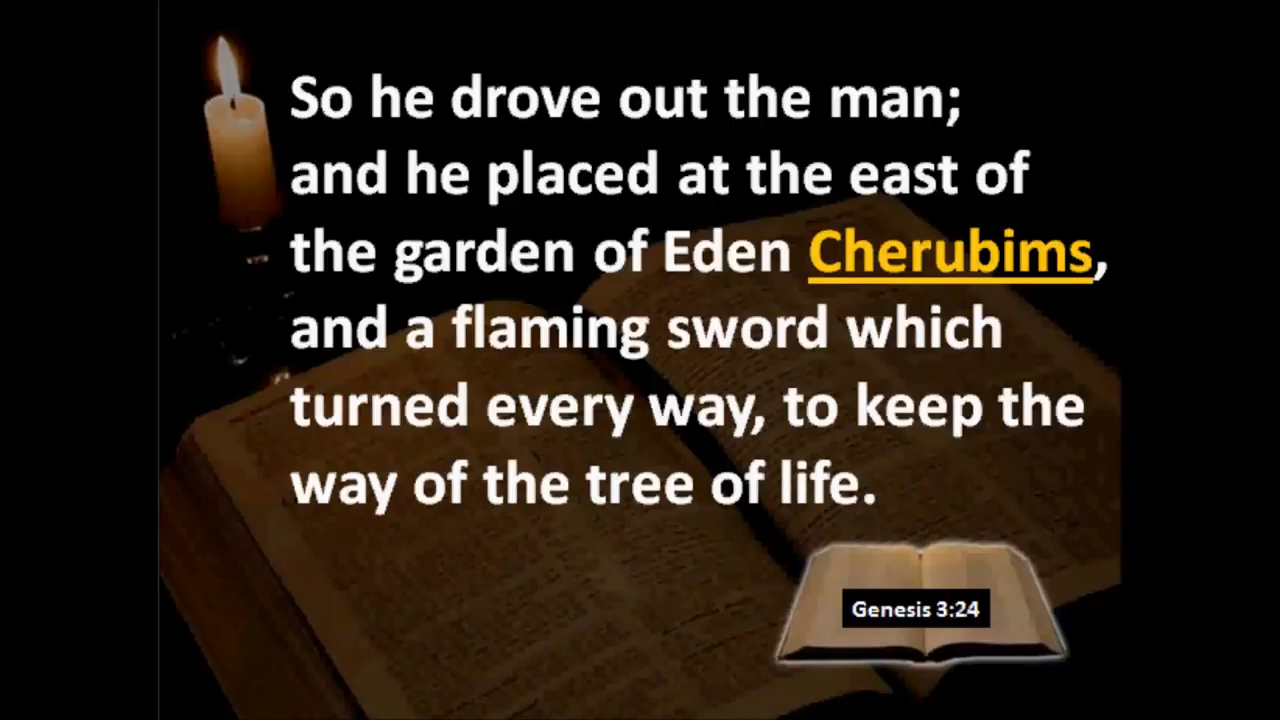 So he drove out the man;
and he placed at the east of
the garden of Eden Cherubims,
and a flaming sword which
turned every way, to keep the
way of the tree of life.
Genesis 3:24